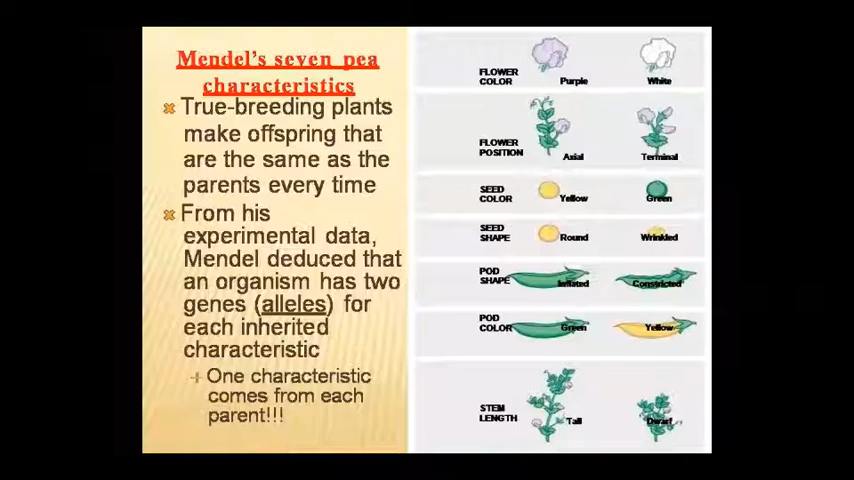 Mendel's seven pea
characteristics
True-breeding plants
make offspring that
are the same as the
parents every time
From his
experimental data,
Mendel deduced that
an organism has two
genes (alleles) for
each inherited
characteristic
One characteristic
comes from each
parent!!!
FLOWER
COLOR
Purple
White
FLOWER
POSITION
Axial
Terminal
SEED
COLOR
Yellow
Green
SEED
SHAPE
Round
Wrinkled
POD
SHAPE
Inflated
Constricted
POD
COLOR
Green
Yellow
STEM
LENGTH
Tall
Dwarf